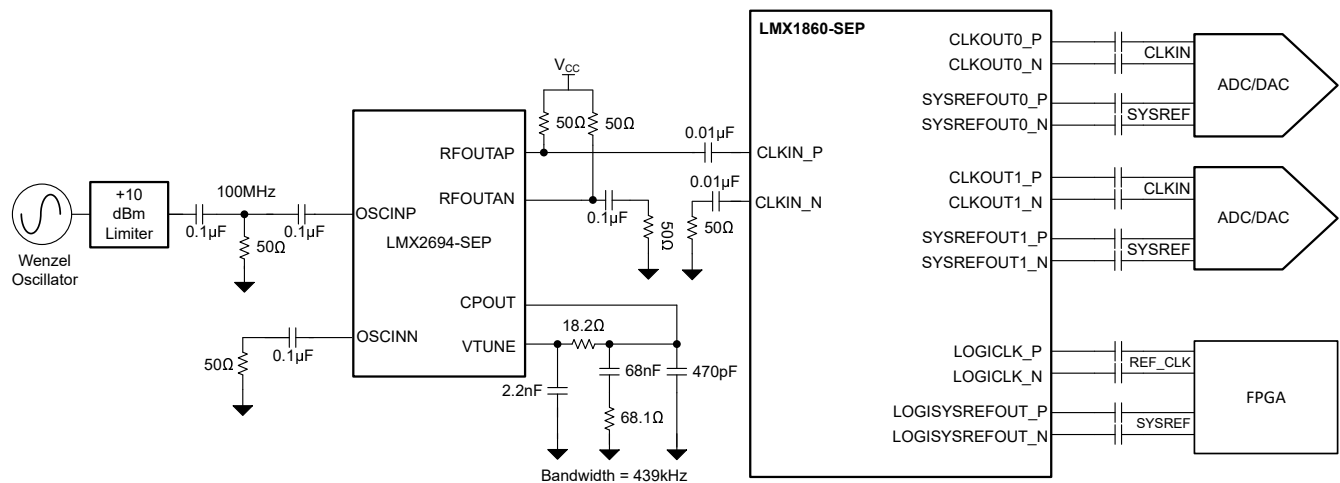 LMX1860-SEP
CLKOUT0_P
CLKOUT0_N
CLKIN
SYSREFOUT0_P
SYSREFOUT0_N
SYSREF
ADC/DAC
VCC
50Ω
50Ω
0.01µF
RFOUTAP
CLKIN_P
0.01µF
RFOUTAN
CLKIN_N
0.1µF
50Ω
50Ω
CLKOUT1_P
CLKOUT1_N
CLKIN
SYSREFOUT1_P
SYSREFOUT1_N
SYSREF
ADC/DAC
+10
dBm
Limiter
100MHz
0.1µF
0.1µF
50Ω
OSCINP
LMX2694-SEP
Wenzel
Oscillator
CPOUT
18.2Ω
OSCINN
VTUNE
0.1µF
50Ω
2.2nF
68nF
470pF
68.1Ω
Bandwidth = 439kHz
LOGICLK_P
LOGICLK_N
REF_CLK
LOGISYSREFOUT_P
LOGISYSREFOUT_N
SYSREF
FPGA